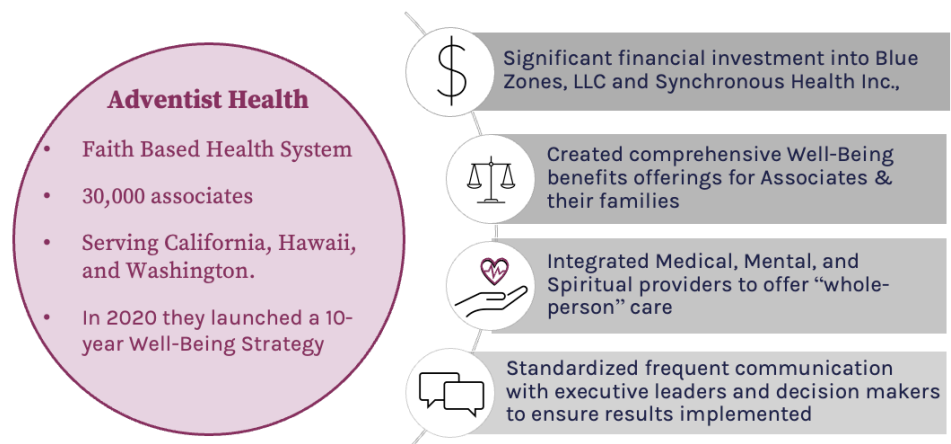 Adventist Health
• Faith Based Health System
• 30,000 associates
• Serving California, Hawaii,
and Washington.
• In 2020 they launched a 10-
year Well-Being Strategy
$
Significant financial investment into Blue
Zones, LLC and Synchronous Health Inc.,
Created comprehensive Well-Being
benefits offerings for Associates &
their families
Integrated Medical, Mental, and
Spiritual providers to offer “whole-
person” care
Standardized frequent communication
with executive leaders and decision makers
to ensure results implemented